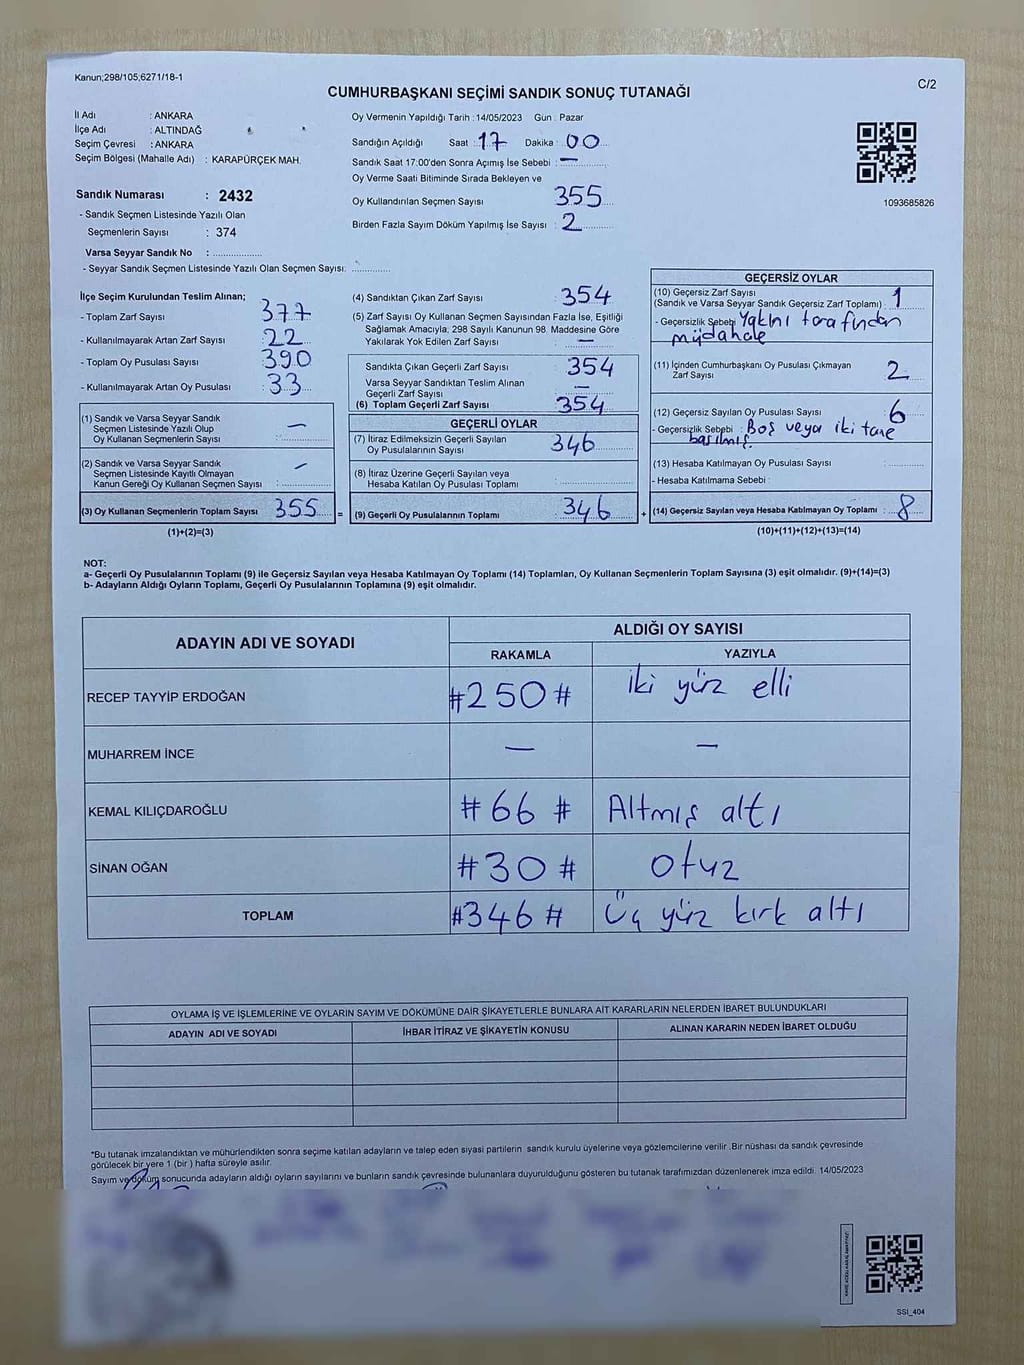 Kanun;298/105,6271/18-1
C/2
CUMHURBAŞKANI SEÇİMİ SANDIK SONUÇ TUTANAĞI
İl Adı : ANKARA
İlçe Adı : ALTINDAĞ
Seçim Çevresi : ANKARA
Seçim Bölgesi (Mahalle Adı) : KARAPÜRÇEK MAH.
Sandık Numarası : 2432
- Sandık Seçmen Listesinde Yazılı Olan
Seçmenlerin Sayısı : 374
Varsa Seyyar Sandık No :
- Seyyar Sandık Seçmen Listesinde Yazılı Olan Seçmen Sayısı:
Oy Vermenin Yapıldığı Tarih : 14/05/2023 Gün : Pazar
Sandığın Açıldığı Saat : 17 Dakika : 00
Sandık Saat 17:00'den Sonra Açımış İse Sebebi : —
Oy Verme Saati Bitiminde Sırada Bekleyen ve
Oy Kullandırılan Seçmen Sayısı 355
Birden Fazla Sayım Döküm Yapılmış İse Sayısı : 2
1093685826
İlçe Seçim Kurulundan Teslim Alınan;
- Toplam Zarf Sayısı : 377
- Kullanılmayarak Artan Zarf Sayısı : 22
- Toplam Oy Pusulası Sayısı : 390
- Kullanılmayarak Artan Oy Pusulası : 33
(1) Sandık ve Varsa Seyyar Sandık
Seçmen Listesinde Yazılı Olup
Oy Kullanan Seçmenlerin Sayısı : —
(2) Sandık ve Varsa Seyyar Sandık
Seçmen Listesinde Kayıtlı Olmayan
Kanun Gereği Oy Kullanan Seçmen Sayısı : —
(3) Oy Kullanan Seçmenlerin Toplam Sayısı : 355 =
(1)+(2)=(3)
(4) Sandıktan Çıkan Zarf Sayısı : 354
(5) Zarf Sayısı Oy Kullanan Seçmen Sayısından Fazla İse, Eşitliği
Sağlamak Amacıyla, 298 Sayılı Kanunun 98. Maddesine Göre
Yakılarak Yok Edilen Zarf Sayısı : —
Sandıkta Çıkan Geçerli Zarf Sayısı : 354
Varsa Seyyar Sandıktan Teslim Alınan
Geçerli Zarf Sayısı : —
(6) Toplam Geçerli Zarf Sayısı : 354
GEÇERLİ OYLAR
(7) İtiraz Edilmeksizin Geçerli Sayılan
Oy Pusulalarının Sayısı : 346
(8) İtiraz Üzerine Geçerli Sayılan veya
Hesaba Katılan Oy Pusulası Toplamı :
(9) Geçerli Oy Pusulalarının Toplamı : 346 +
GEÇERSİZ OYLAR
(10) Geçersiz Zarf Sayısı
(Sandık ve Varsa Seyyar Sandık Geçersiz Zarf Toplamı) : 1
- Geçersizlik Sebebi : Yakını tarafından
müdahale
(11) İçinden Cumhurbaşkanı Oy Pusulası Çıkmayan
Zarf Sayısı : 2
(12) Geçersiz Sayılan Oy Pusulası Sayısı : 6
- Geçersizlik Sebebi : Boş veya iki tane
basılmış
(13) Hesaba Katılmayan Oy Pusulası Sayısı :
- Hesaba Katılmama Sebebi :
(14) Geçersiz Sayılan veya Hesaba Katılmayan Oy Toplamı : 8
(10)+(11)+(12)+(13)=(14)
NOT:
a- Geçerli Oy Pusulalarının Toplamı (9) ile Geçersiz Sayılan veya Hesaba Katılmayan Oy Toplamı (14) Toplamları, Oy Kullanan Seçmenlerin Toplam Sayısına (3) eşit olmalıdır. (9)+(14)=(3)
b- Adayların Aldığı Oyların Toplamı, Geçerli Oy Pusulalarının Toplamına (9) eşit olmalıdır.
ADAYIN ADI VE SOYADI
ALDIĞI OY SAYISI
RAKAMLA YAZIYLA
RECEP TAYYİP ERDOĞAN #250# iki yüz elli
MUHARREM İNCE — —
KEMAL KILIÇDAROĞLU #66# Altmış altı
SİNAN OĞAN #30# otuz
TOPLAM #346# Üç yüz kırk altı
OYLAMA İŞ VE İŞLEMLERİNE VE OYLARIN SAYIM VE DÖKÜMÜNE DAİR ŞİKAYETLERLE BUNLARA AİT KARARLARIN NELERDEN İBARET BULUNDUKLARI
ADAYIN ADI VE SOYADI İHBAR İTİRAZ VE ŞİKAYETİN KONUSU ALINAN KARARIN NEDEN İBARET OLDUĞU
*Bu tutanak imzalandıktan ve mühürlendikten sonra seçime katılan adayların ve talep eden siyasi partilerin sandık kurulu üyelerine veya gözlemcilerine verilir .Bir nüshası da sandık çevresinde
görülecek bir yere 1 (bir ) hafta süreyle asılır.
Sayım ve döküm sonucunda adayların aldığı oyların sayılarını ve bunların sandık çevresinde bulunanlara duyurulduğunu gösteren bu tutanak tarafımızdan düzenlenerek imza edildi. 14/05/2023
SSI_404